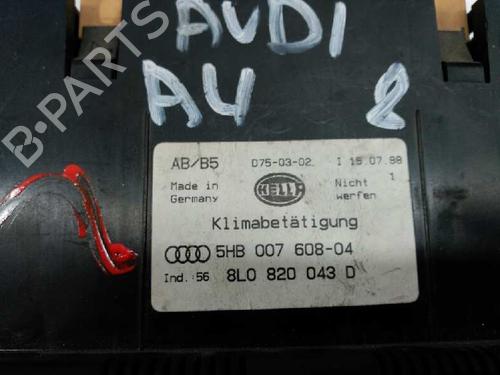 AUDI
A4 2
B-PARTS
AB/B5 D75-03-02 I 15.07.98
Made in Germany HELLA Nicht werfen 1
Klimabetätigung
5HB 007 608-04
Ind.:56 8L0 820 043 D